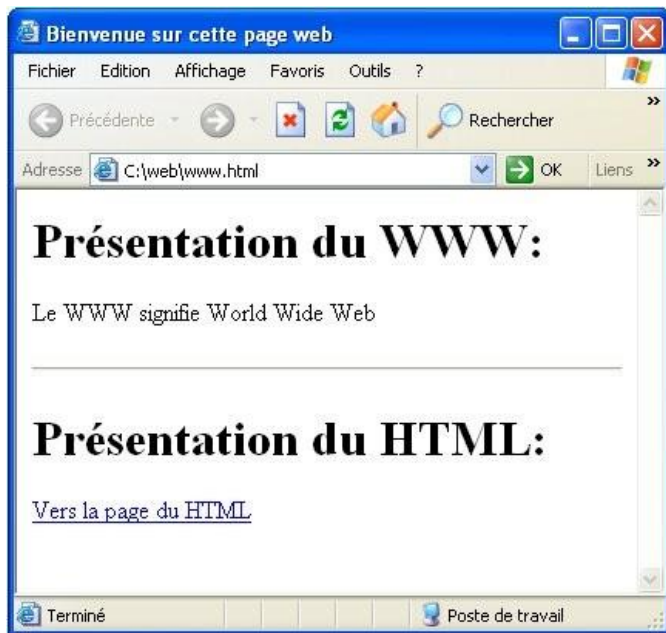 Bienvenue sur cette page web
Fichier Edition Affichage Favoris Outils ?
Précédente Rechercher »
Adresse C:\web\www.html OK Liens »
Présentation du WWW:
Le WWW signifie World Wide Web
Présentation du HTML:
Vers la page du HTML
Terminé Poste de travail